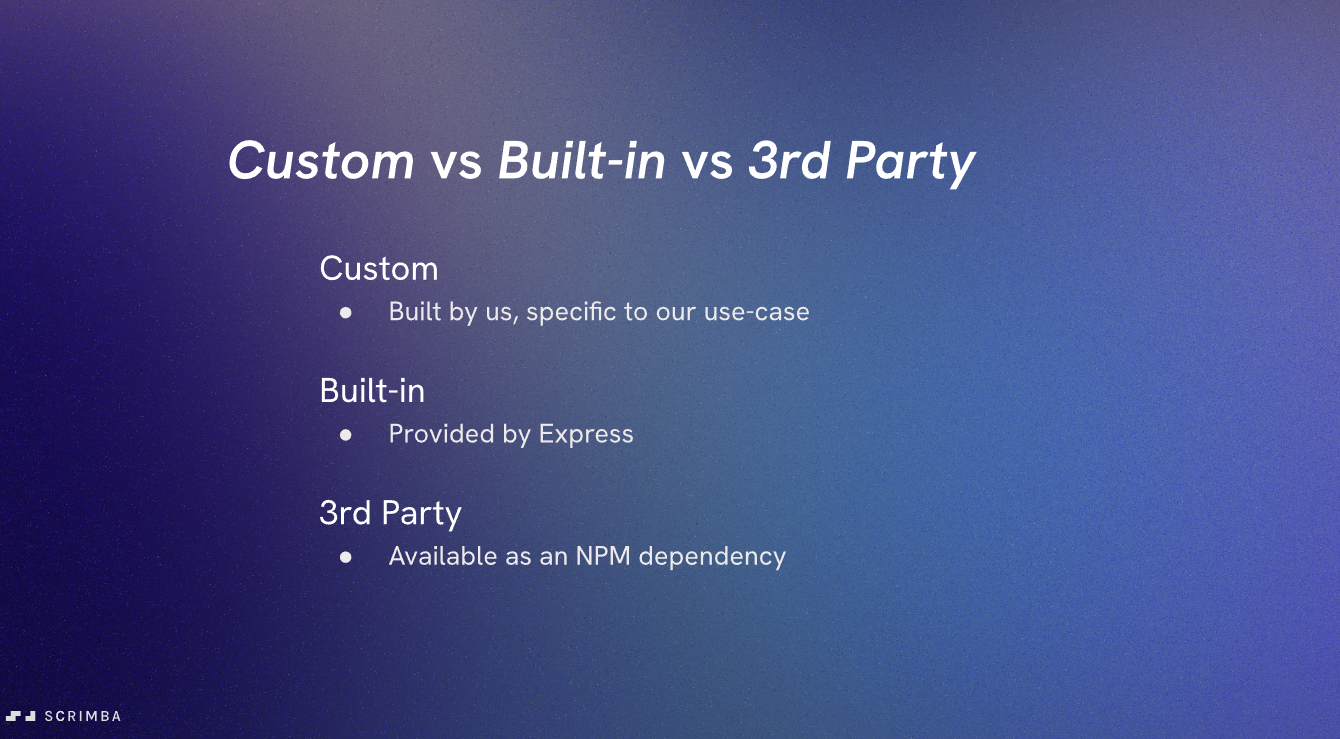 Custom vs Built-in vs 3rd Party
Custom
● Built by us, specific to our use-case
Built-in
● Provided by Express
3rd Party
● Available as an NPM dependency
SCRIMBA